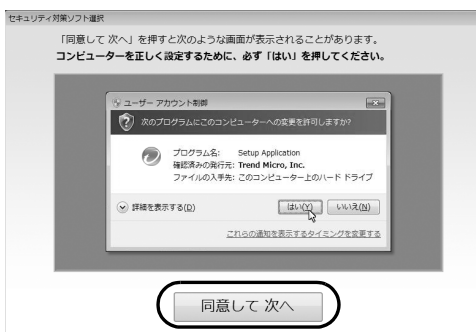 セキュリティ対策ソフト選択
「同意して 次へ」を押すと次のような画面が表示されることがあります。
コンピューターを正しく設定するために、必ず「はい」を押してください。
ユーザー アカウント制御
次のプログラムにこのコンピューターへの変更を許可しますか?
プログラム名: Setup Application
確認済みの発行元: Trend Micro, Inc.
ファイルの入手先: このコンピューター上のハード ドライブ
詳細を表示する(D) はい(Y) いいえ(N)
これらの通知を表示するタイミングを変更する
同意して 次へ